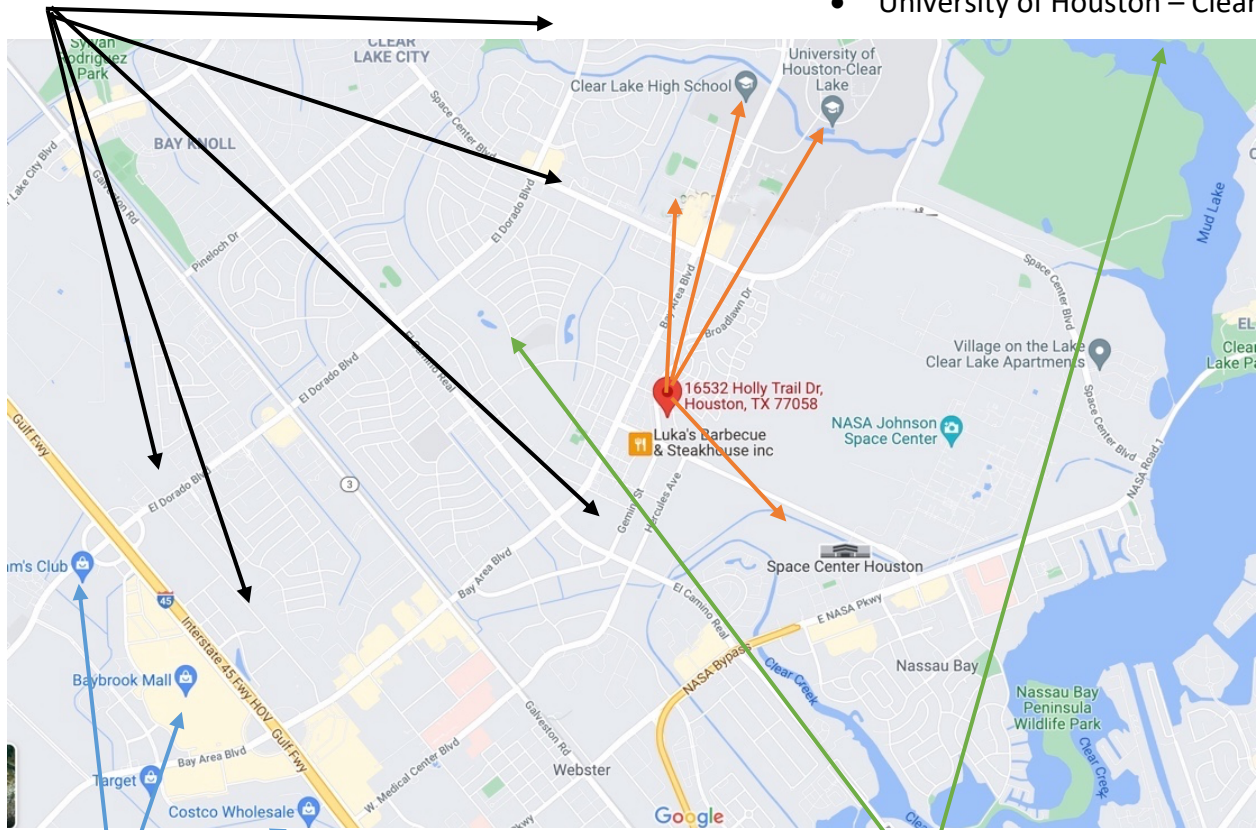 • University of Houston – Clear
Sylvan
Rodriguez
Park
CLEAR
LAKE CITY
University of
Houston-Clear
Lake
Clear Lake High School
Space Center Blvd
BAY KNOLL
Lake City Blvd
Galveston Rd
El Dorado Blvd
Pineloch Dr
Mud Lake
Bay Area Blvd
Space Center Blvd
Broadlawn Dr
El Camino Real
Village on the Lake
Clear Lake Apartments
El Dorado Blvd
16532 Holly Trail Dr,
Houston, TX 77058
NASA Johnson
Space Center
Luka's Barbecue
& Steakhouse inc
Space Center Blvd
Gulf Fwy
El Dorado Blvd
3
NASA Road 1
Gemini St
Hercules Ave
Space Center Houston
Bay Area Blvd
El Camino Real
E NASA Pkwy
45
Interstate 45 Fwy HOV
Gulf Fwy
Baybrook Mall
NASA Bypass
Clear Creek
Nassau Bay
Nassau Bay
Peninsula
Wildlife Park
Clear Creek
Galveston Rd
Bay Area Blvd
W. Medical Center Blvd
Webster
Target
Costco Wholesale
Google
Pkwy